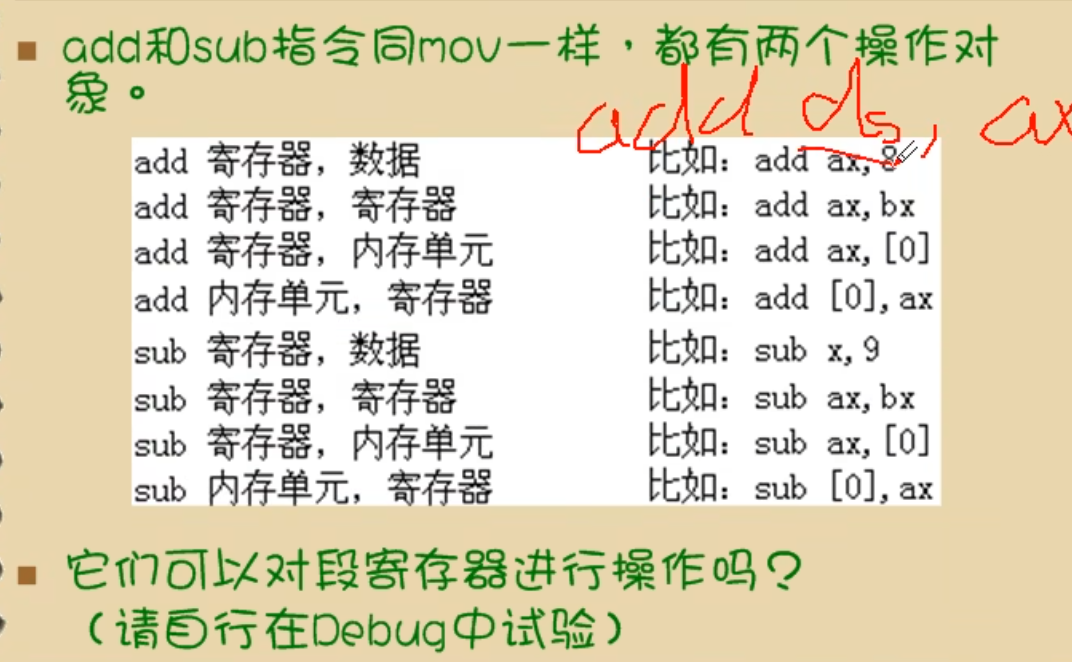 add和sub指令同mov一样，都有两个操作对
象。
add ds, ax
add 寄存器，数据 比如：add ax,8
add 寄存器，寄存器 比如：add ax,bx
add 寄存器，内存单元 比如：add ax,[0]
add 内存单元，寄存器 比如：add [0],ax
sub 寄存器，数据 比如：sub x,9
sub 寄存器，寄存器 比如：sub ax,bx
sub 寄存器，内存单元 比如：sub ax,[0]
sub 内存单元，寄存器 比如：sub [0],ax
它们可以对段寄存器进行操作吗？
（请自行在Debug中试验）